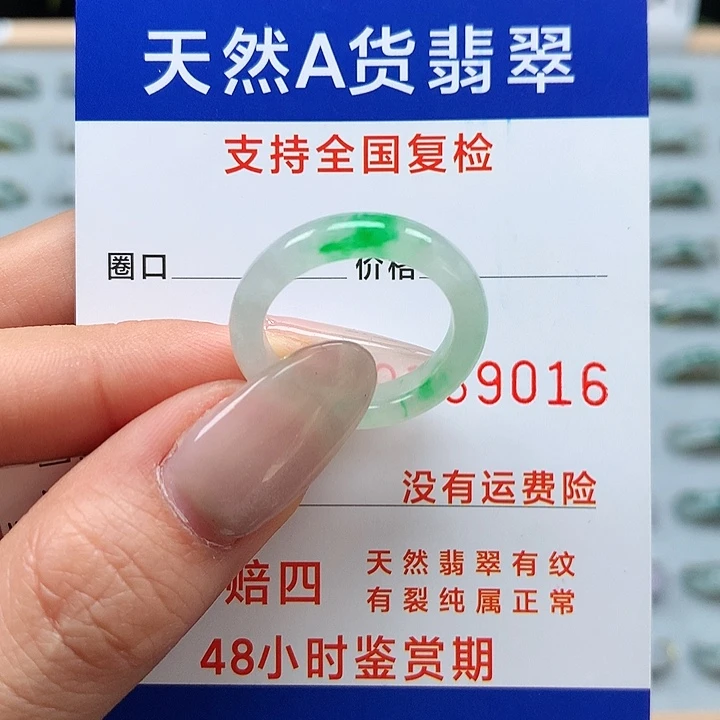 天然A货翡翠
支持全国复检
圈口 价格
39016
没有运费险
赔四
天然翡翠有纹
有裂纯属正常
48小时鉴赏期